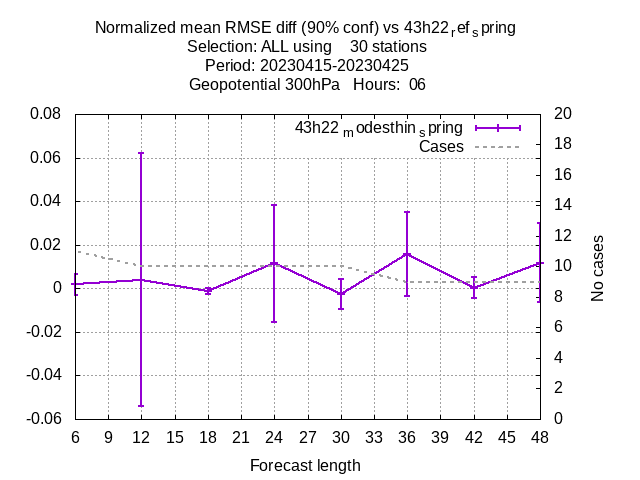 Normalized mean RMSE diff (90% conf) vs 43h22refspring
Selection: ALL using 30 stations
Period: 20230415-20230425
Geopotential 300hPa Hours: 06
43h22modesthinspring
Cases
0.08
0.06
0.04
0.02
0
-0.02
-0.04
-0.06
20
18
16
14
12
10
8
6
4
2
0
No cases
6 9 12 15 18 21 24 27 30 33 36 39 42 45 48
Forecast length